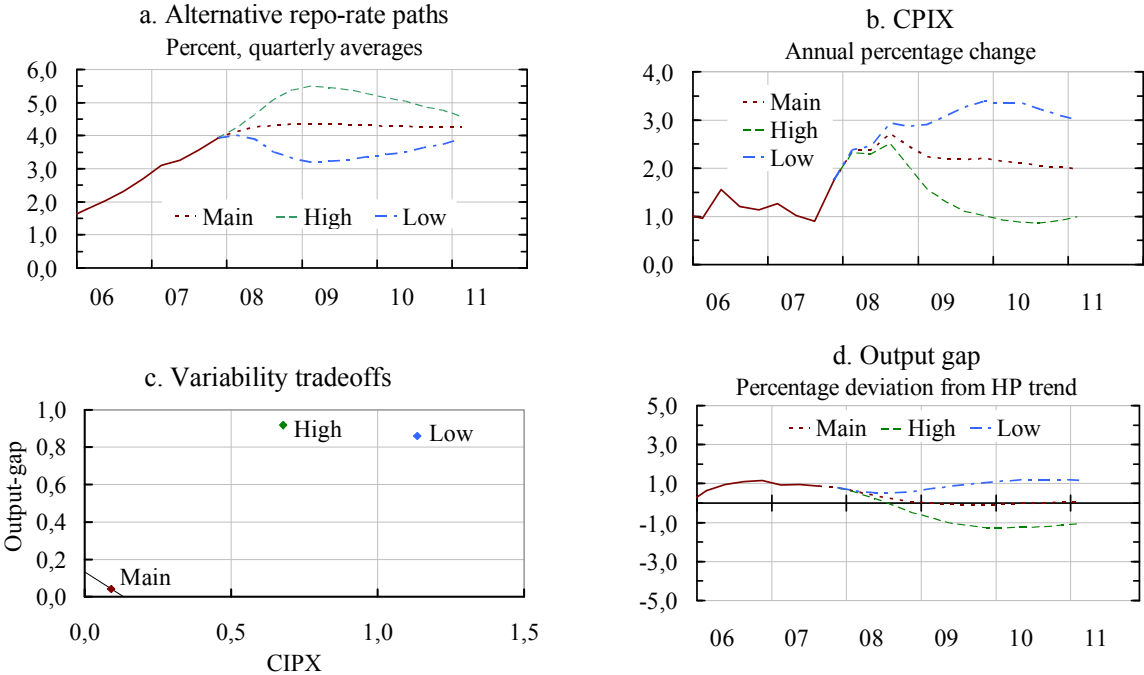 a. Alternative repo-rate paths
Percent, quarterly averages
6,0
5,0
4,0
3,0
2,0
1,0
0,0
Main High Low
06 07 08 09 10 11
b. CPIX
Annual percentage change
4,0
3,0
2,0
1,0
0,0
Main
High
Low
06 07 08 09 10 11
c. Variability tradeoffs
Output-gap
1,0
0,8
0,6
0,4
0,2
0,0
High
Low
Main
0,0 0,5 1,0 1,5
CIPX
d. Output gap
Percentage deviation from HP trend
5,0
3,0
1,0
-1,0
-3,0
-5,0
Main High Low
06 07 08 09 10 11